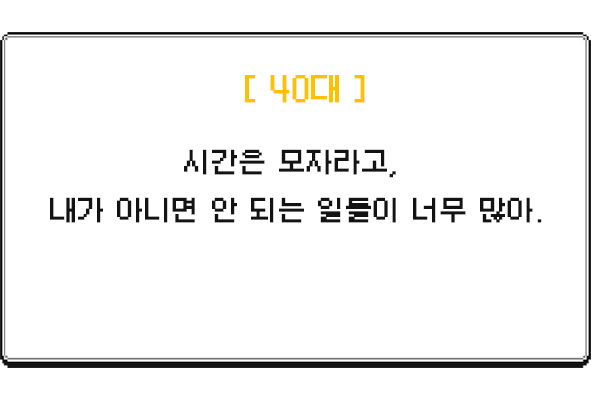 [ 40대 ]
시간은 모자라고,
내가 아니면 안 되는 일들이 너무 많아.